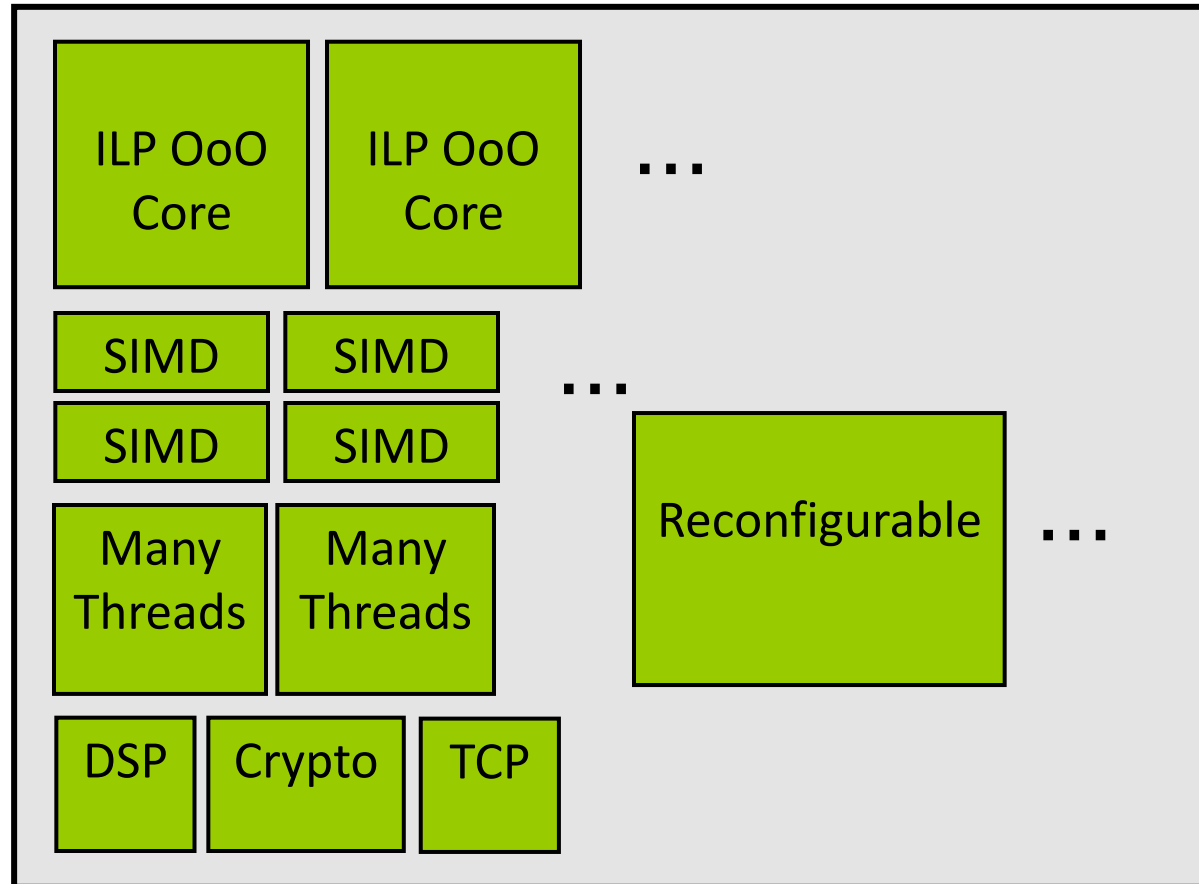 ILP OoO
Core
ILP OoO
Core
...
SIMD
SIMD
...
SIMD
SIMD
Many
Threads
Many
Threads
Reconfigurable
...
DSP
Crypto
TCP